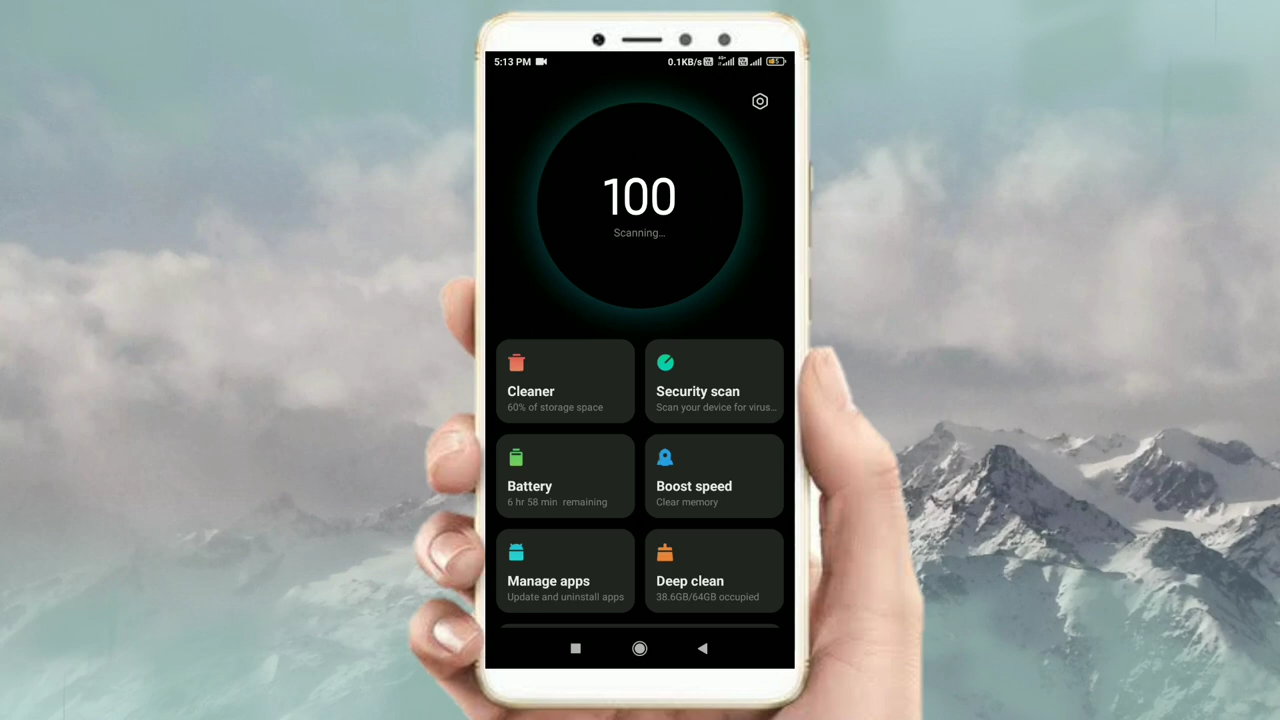 5:13 PM
0.1KB/s
100
Scanning...
Cleaner
60% of storage space
Security scan
Scan your device for virus...
Battery
6 hr 58 min remaining
Boost speed
Clear memory
Manage apps
Update and uninstall apps
Deep clean
38.6GB/64GB occupied